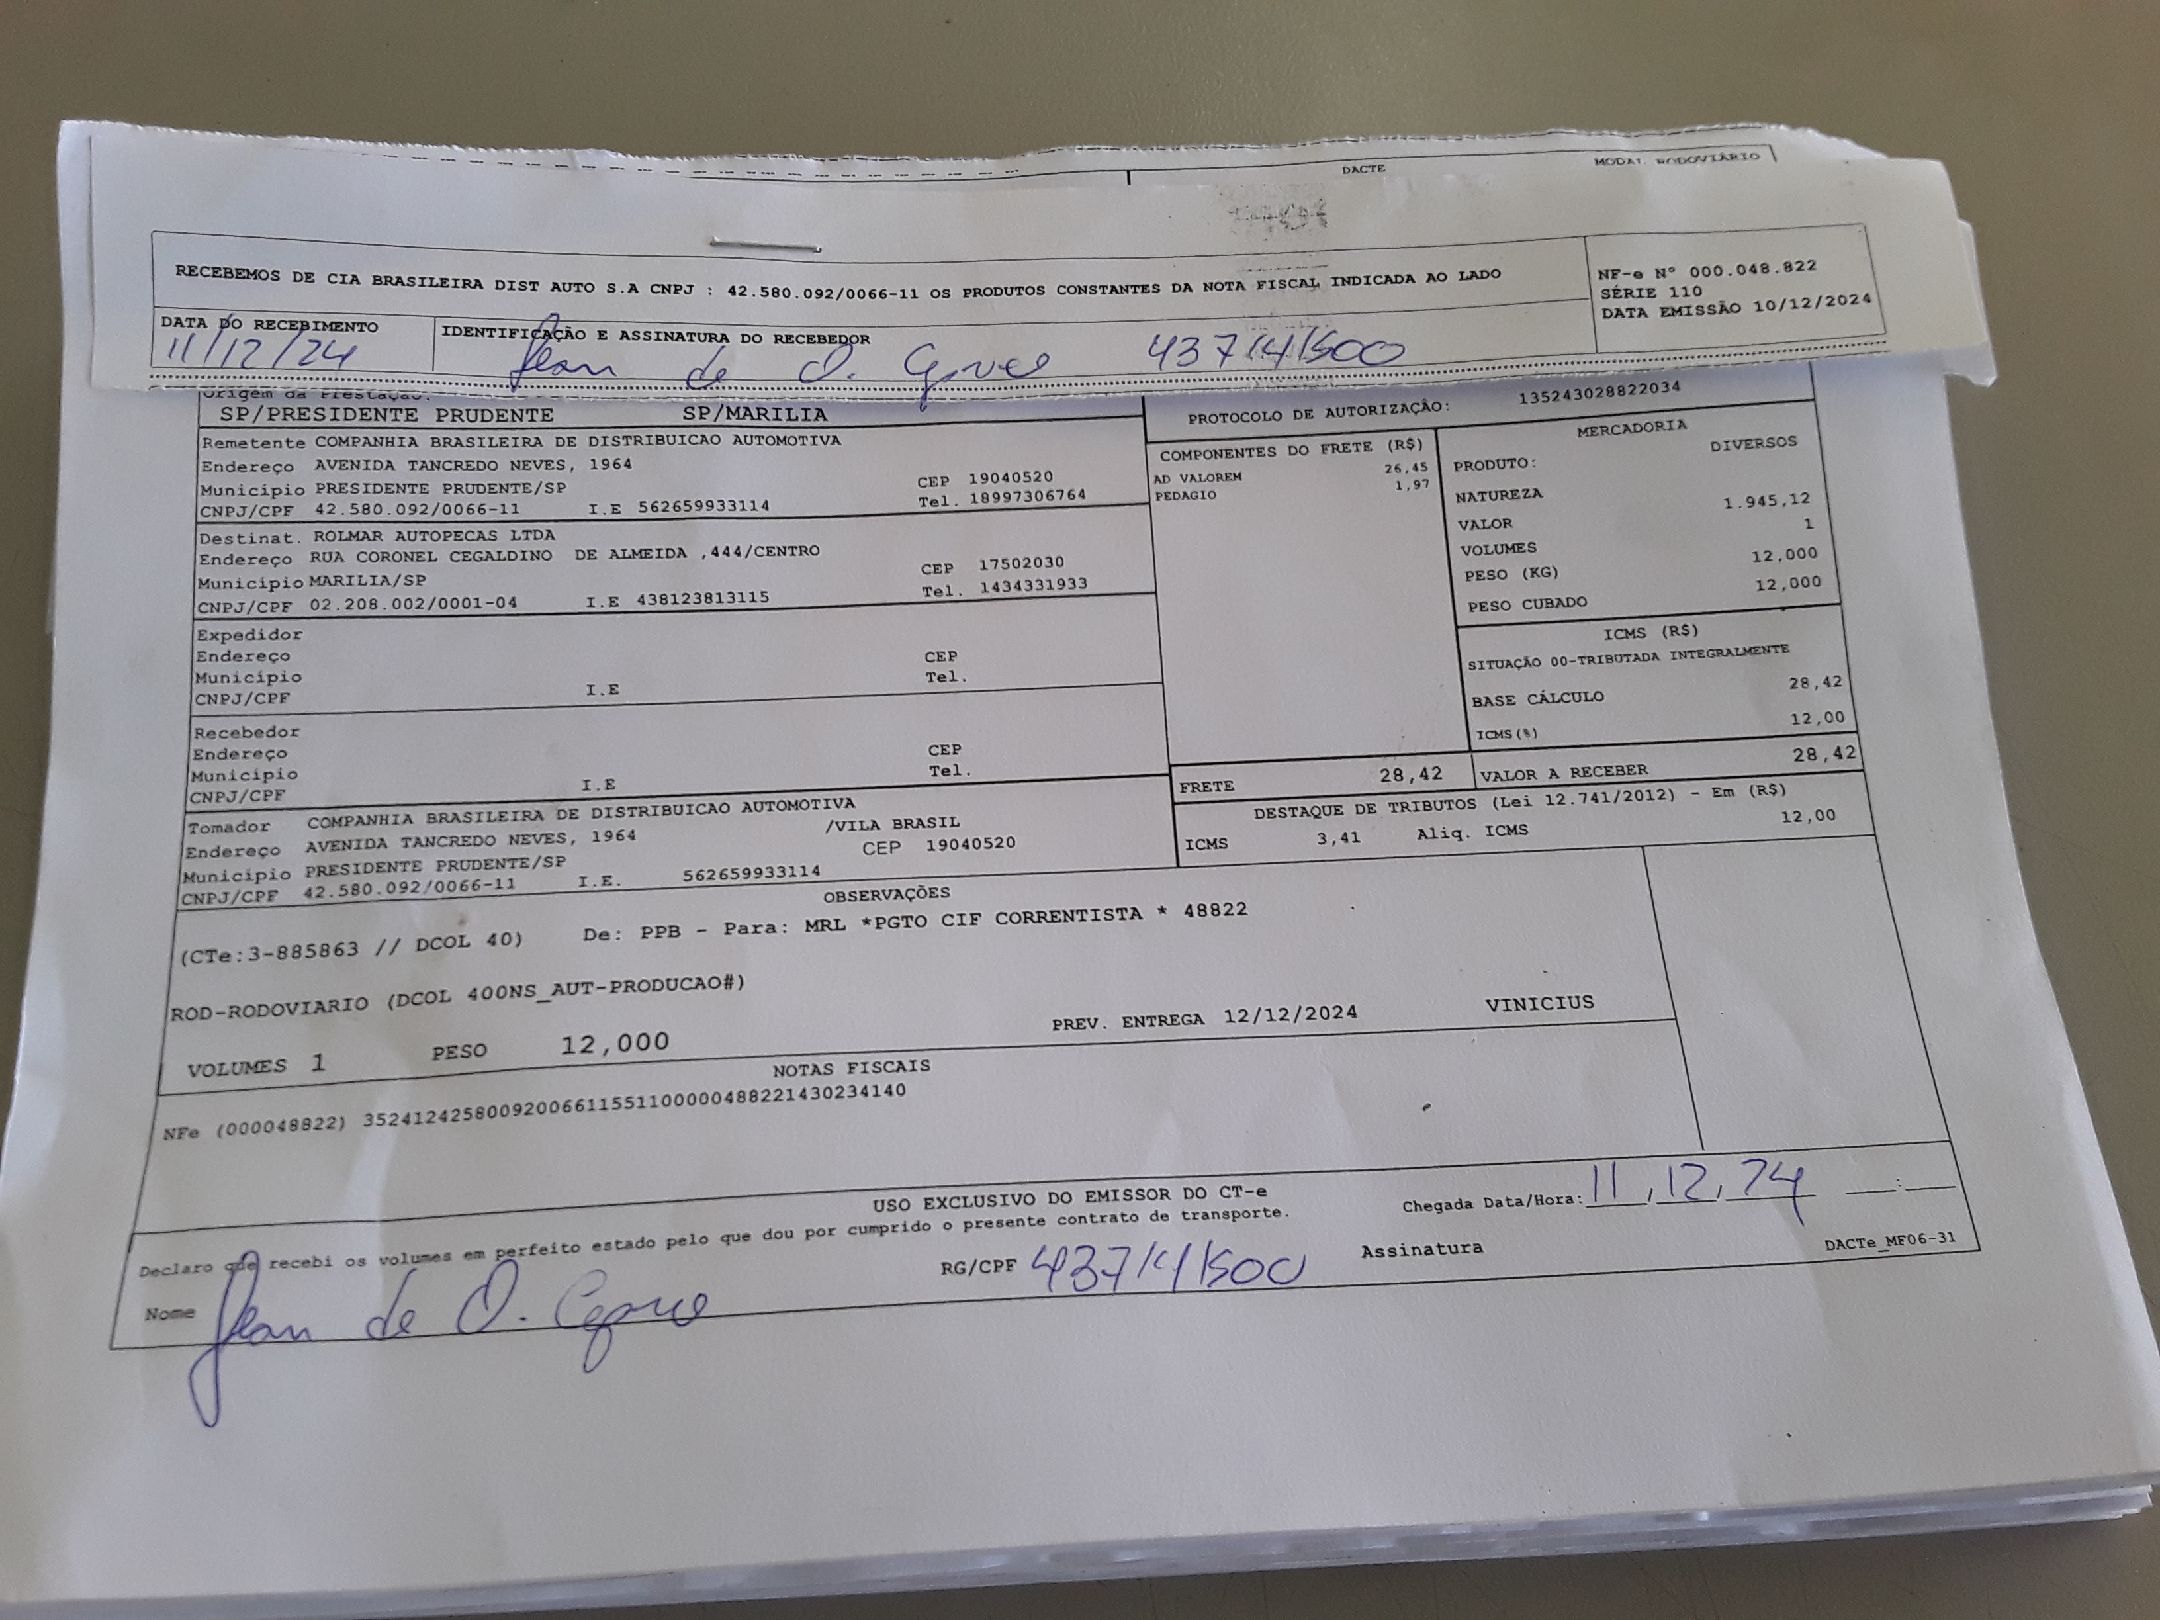 DACTE MODAL RODOVIÁRIO
RECEBEMOS DE CIA BRASILEIRA DIST AUTO S.A CNPJ : 42.580.092/0066-11 OS PRODUTOS CONSTANTES DA NOTA FISCAL INDICADA AO LADO
NF-e N° 000.048.822
SÉRIE 110
DATA EMISSÃO 10/12/2024
DATA DO RECEBIMENTO
11/12/24
IDENTIFICAÇÃO E ASSINATURA DO RECEBEDOR
Jean de O.
Origem da Prestação:
SP/PRESIDENTE PRUDENTE SP/MARILIA
PROTOCOLO DE AUTORIZAÇÃO: 135243028822034
Remetente COMPANHIA BRASILEIRA DE DISTRIBUICAO AUTOMOTIVA
Endereço AVENIDA TANCREDO NEVES, 1964
Município PRESIDENTE PRUDENTE/SP CEP 19040520
CNPJ/CPF 42.580.092/0066-11 I.E 562659933114 Tel. 18997306764
Destinat. ROLMAR AUTOPECAS LTDA
Endereço RUA CORONEL CEGALDINO DE ALMEIDA ,444/CENTRO
Município MARILIA/SP CEP 17502030
CNPJ/CPF 02.208.002/0001-04 I.E 438123813115 Tel. 1434331933
Expedidor
Endereço
Município CEP
CNPJ/CPF I.E Tel.
Recebedor
Endereço
Município CEP
CNPJ/CPF I.E Tel.
Tomador COMPANHIA BRASILEIRA DE DISTRIBUICAO AUTOMOTIVA
Endereço AVENIDA TANCREDO NEVES, 1964 /VILA BRASIL
Município PRESIDENTE PRUDENTE/SP CEP 19040520
CNPJ/CPF 42.580.092/0066-11 I.E. 562659933114
COMPONENTES DO FRETE (R$)
AD VALOREM 26,45
PEDAGIO 1,97
MERCADORIA
PRODUTO: DIVERSOS
NATUREZA
VALOR 1.945,12
VOLUMES 1
PESO (KG) 12,000
PESO CUBADO 12,000
ICMS (R$)
SITUAÇÃO 00-TRIBUTADA INTEGRALMENTE
BASE CÁLCULO 28,42
ICMS(%) 12,00
FRETE 28,42 VALOR A RECEBER 28,42
DESTAQUE DE TRIBUTOS (Lei 12.741/2012) - Em (R$)
ICMS 3,41 Aliq. ICMS 12,00
OBSERVAÇÕES
(CTe:3-885863 // DCOL 40) De: PPB - Para: MRL *PGTO CIF CORRENTISTA * 48822
ROD-RODOVIARIO (DCOL 400NS_AUT-PRODUCAO#)
VOLUMES 1 PESO 12,000 PREV. ENTREGA 12/12/2024 VINICIUS
NOTAS FISCAIS
NFe (000048822) 35241242580092006611551100000488221430234140
USO EXCLUSIVO DO EMISSOR DO CT-e
Declaro que recebi os volumes em perfeito estado pelo que dou por cumprido o presente contrato de transporte.
Chegada Data/Hora: 11,12,24 :
Nome Jean de O. RG/CPF Assinatura
DACTe_MF06-31